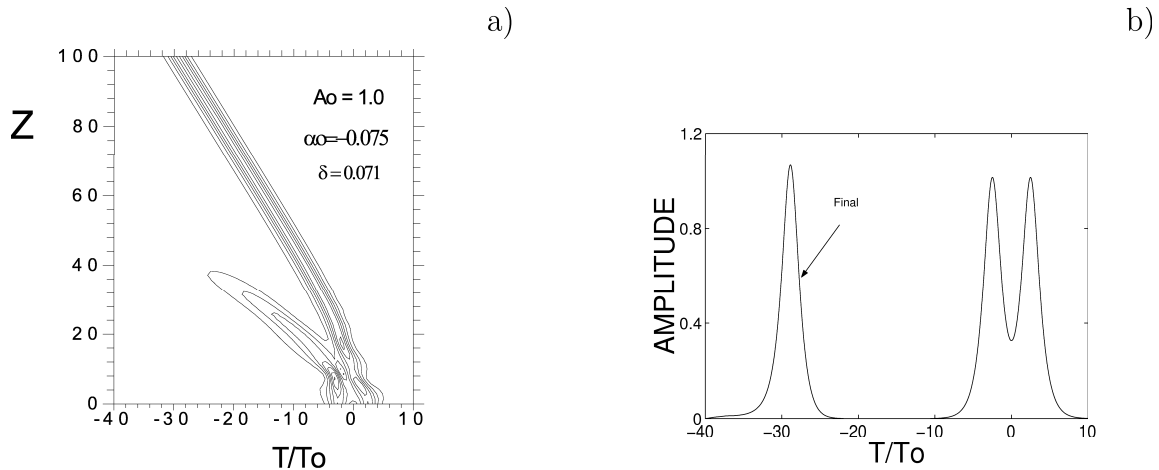 a)
b)
100
80
60
40
20
0
Z
Ao = 1.0
αo=−0.075
δ = 0.071
-40 -30 -20 -10 0 10
T/To
1.2
0.8
0.4
0
AMPLITUDE
Final
−40 −30 −20 −10 0 10
T/To